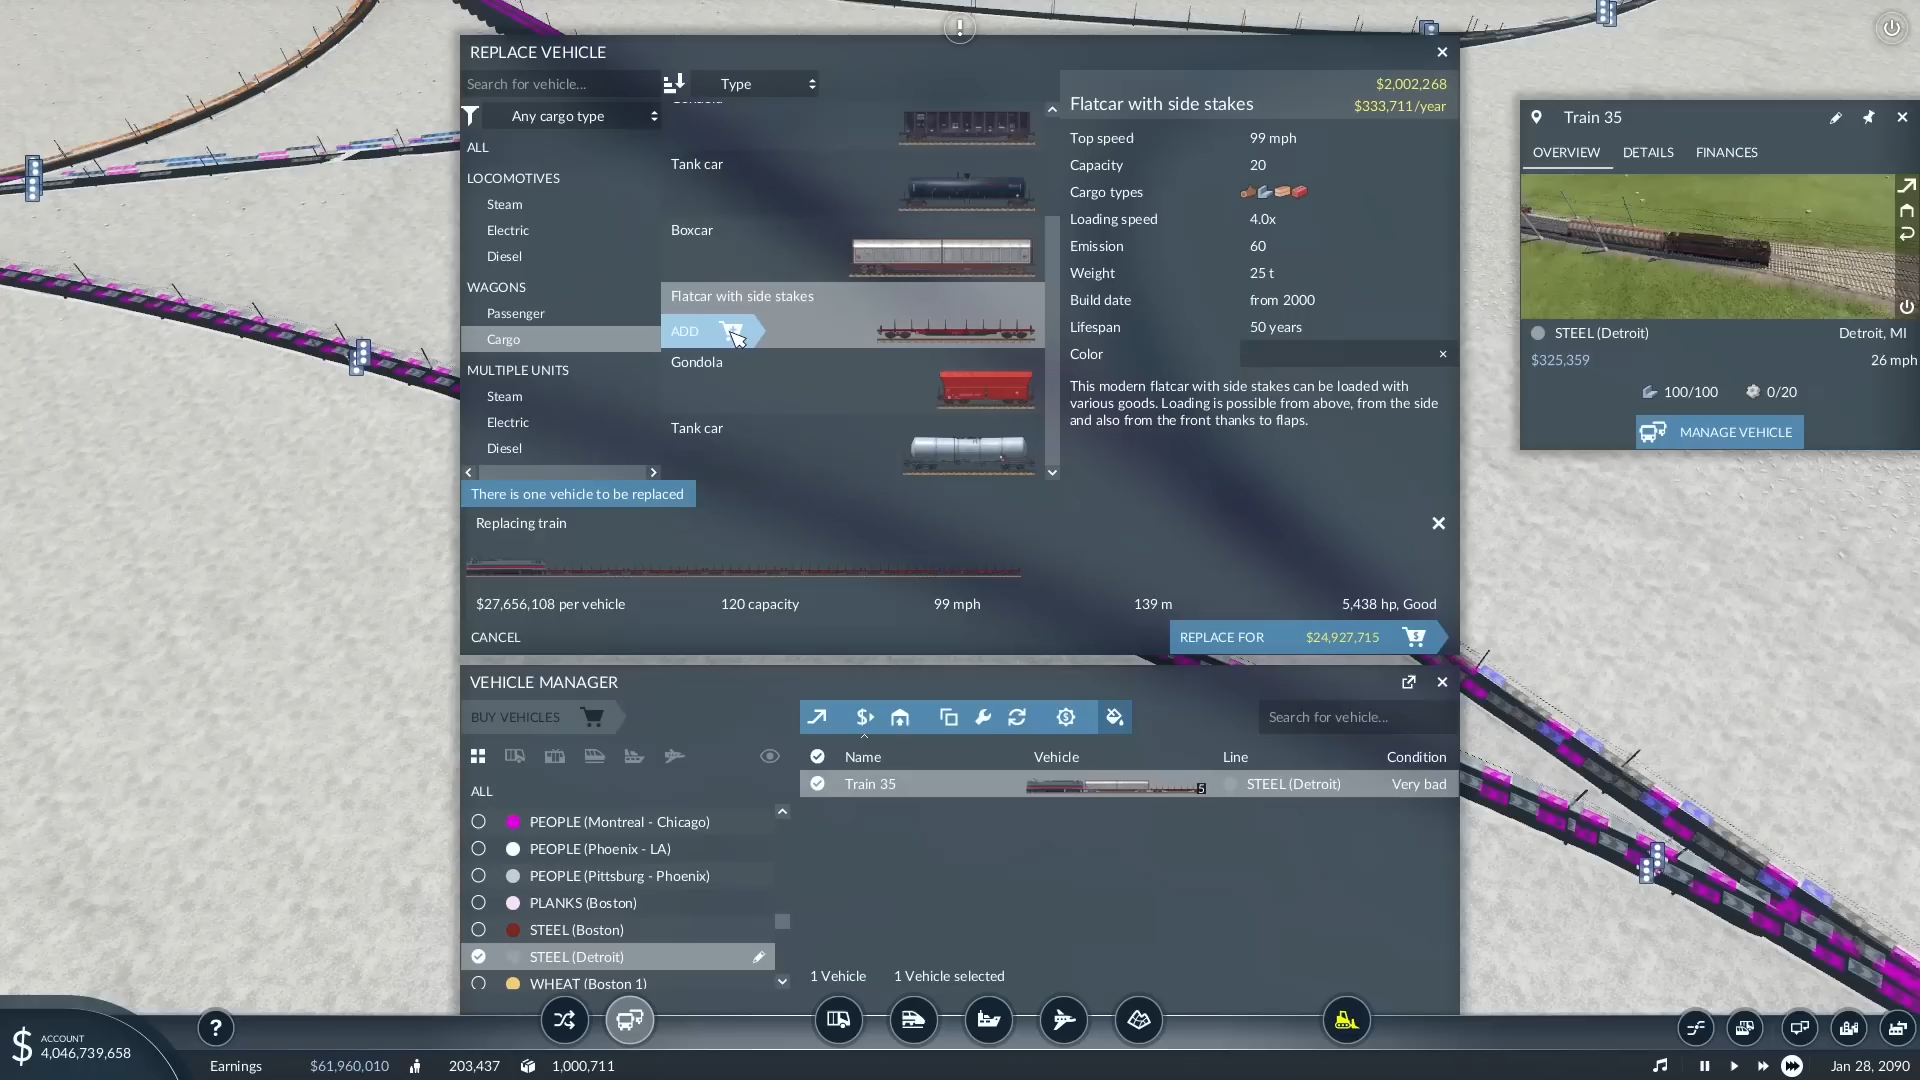 REPLACE VEHICLE
Search for vehicle...
Type
Any cargo type
ALL
LOCOMOTIVES
Steam
Electric
Diesel
WAGONS
Passenger
Cargo
MULTIPLE UNITS
Steam
Electric
Diesel
Tank car
Boxcar
Flatcar with side stakes
ADD
Gondola
Tank car
$2,002,268
Flatcar with side stakes
$333,711/year
Top speed 99 mph
Capacity 20
Cargo types
Loading speed 4.0x
Emission 60
Weight 25 t
Build date from 2000
Lifespan 50 years
Color
This modern flatcar with side stakes can be loaded with
various goods. Loading is possible from above, from the side
and also from the front thanks to flaps.
There is one vehicle to be replaced
Replacing train
$27,656,108 per vehicle 120 capacity 99 mph 139 m 5,438 hp, Good
CANCEL
REPLACE FOR $24,927,715
Train 35
OVERVIEW DETAILS FINANCES
STEEL (Detroit) Detroit, MI
$325,359 26 mph
100/100 0/20
MANAGE VEHICLE
VEHICLE MANAGER
BUY VEHICLES
Search for vehicle...
ALL
PEOPLE (Montreal - Chicago)
PEOPLE (Phoenix - LA)
PEOPLE (Pittsburg - Phoenix)
PLANKS (Boston)
STEEL (Boston)
STEEL (Detroit)
WHEAT (Boston 1)
Name Vehicle Line Condition
Train 35 5 STEEL (Detroit) Very bad
1 Vehicle 1 Vehicle selected
?
$ ACCOUNT
4,046,739,658
Earnings $61,960,010 203,437 1,000,711
Jan 28, 2090